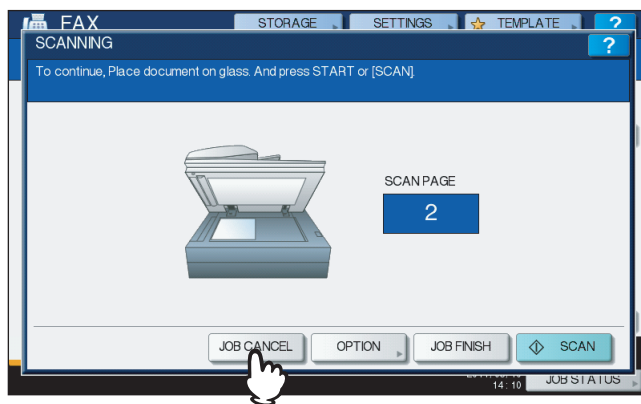 FAX
STORAGE
SETTINGS
TEMPLATE
?
SCANNING
?
To continue, Place document on glass. And press START or [SCAN]
SCAN PAGE
2
JOB CANCEL
OPTION
JOB FINISH
SCAN
14 : 10
JOB STATUS